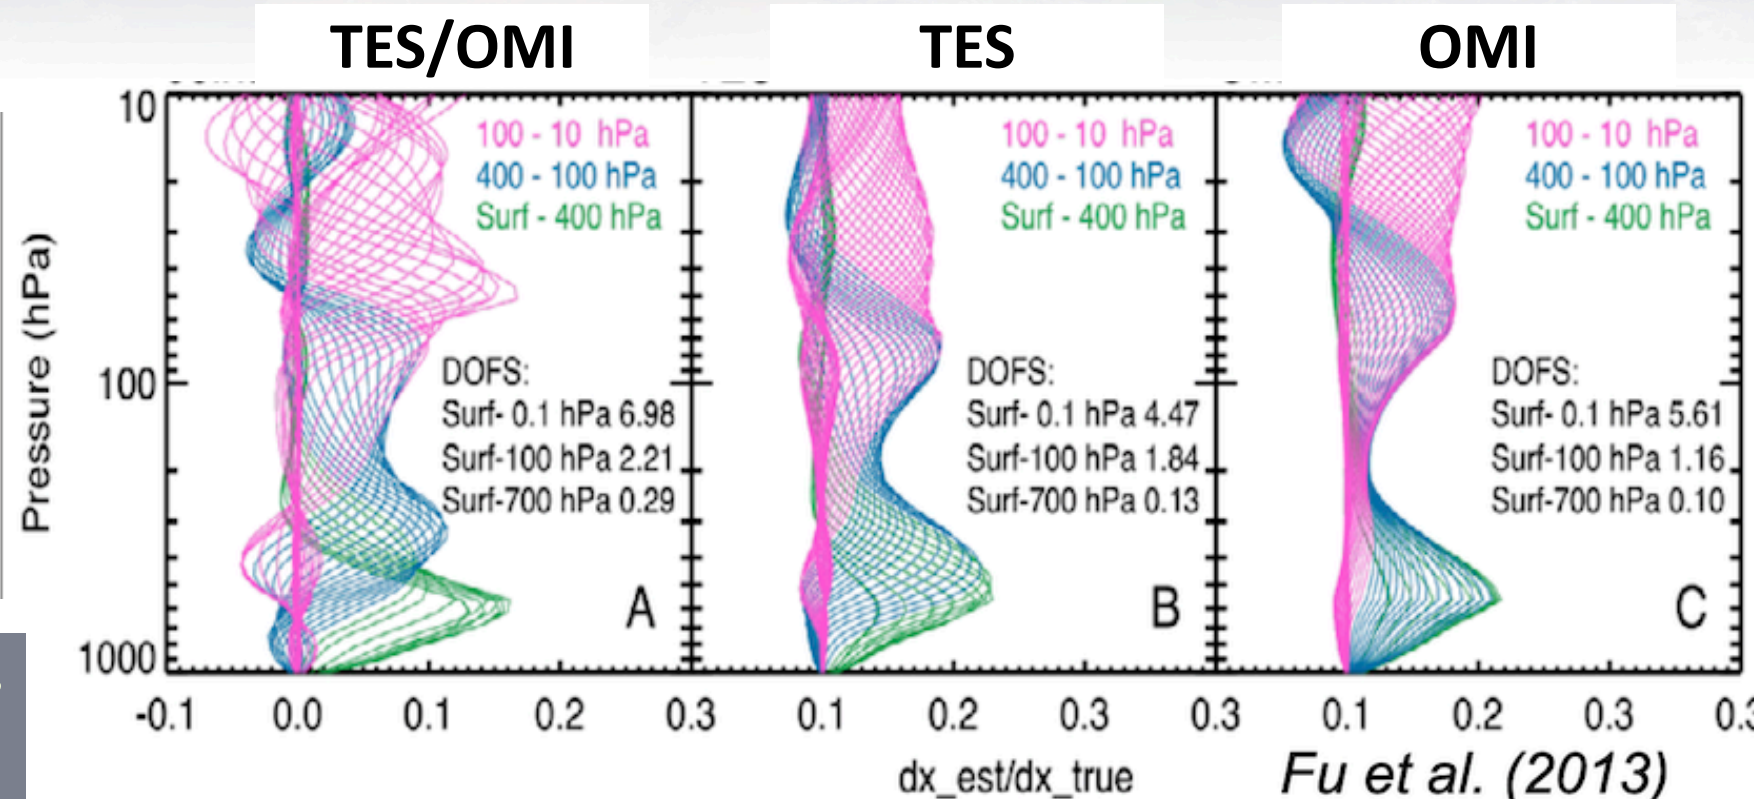 TES/OMI
TES
OMI
10
100
1000
Pressure (hPa)
100 - 10 hPa
400 - 100 hPa
Surf - 400 hPa
DOFS:
Surf- 0.1 hPa 6.98
Surf-100 hPa 2.21
Surf-700 hPa 0.29
A
100 - 10 hPa
400 - 100 hPa
Surf - 400 hPa
DOFS:
Surf- 0.1 hPa 4.47
Surf-100 hPa 1.84
Surf-700 hPa 0.13
B
100 - 10 hPa
400 - 100 hPa
Surf - 400 hPa
DOFS:
Surf- 0.1 hPa 5.61
Surf-100 hPa 1.16
Surf-700 hPa 0.10
C
-0.1 0.0 0.1 0.2 0.3 0.1 0.2 0.3 0.3 0.1 0.2 0.3
dx_est/dx_true
Fu et al. (2013)